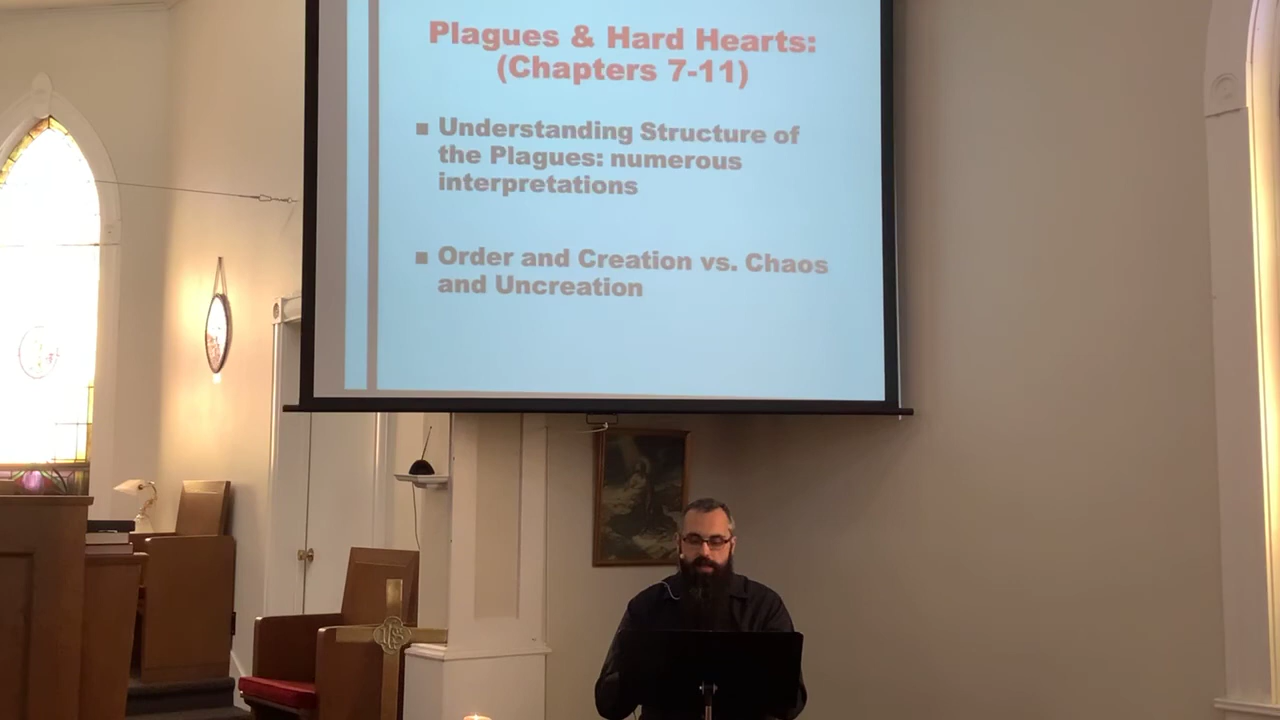 Plagues & Hard Hearts:
(Chapters 7-11)
■ Understanding Structure of
the Plagues: numerous
interpretations
■ Order and Creation vs. Chaos
and Uncreation
IHS